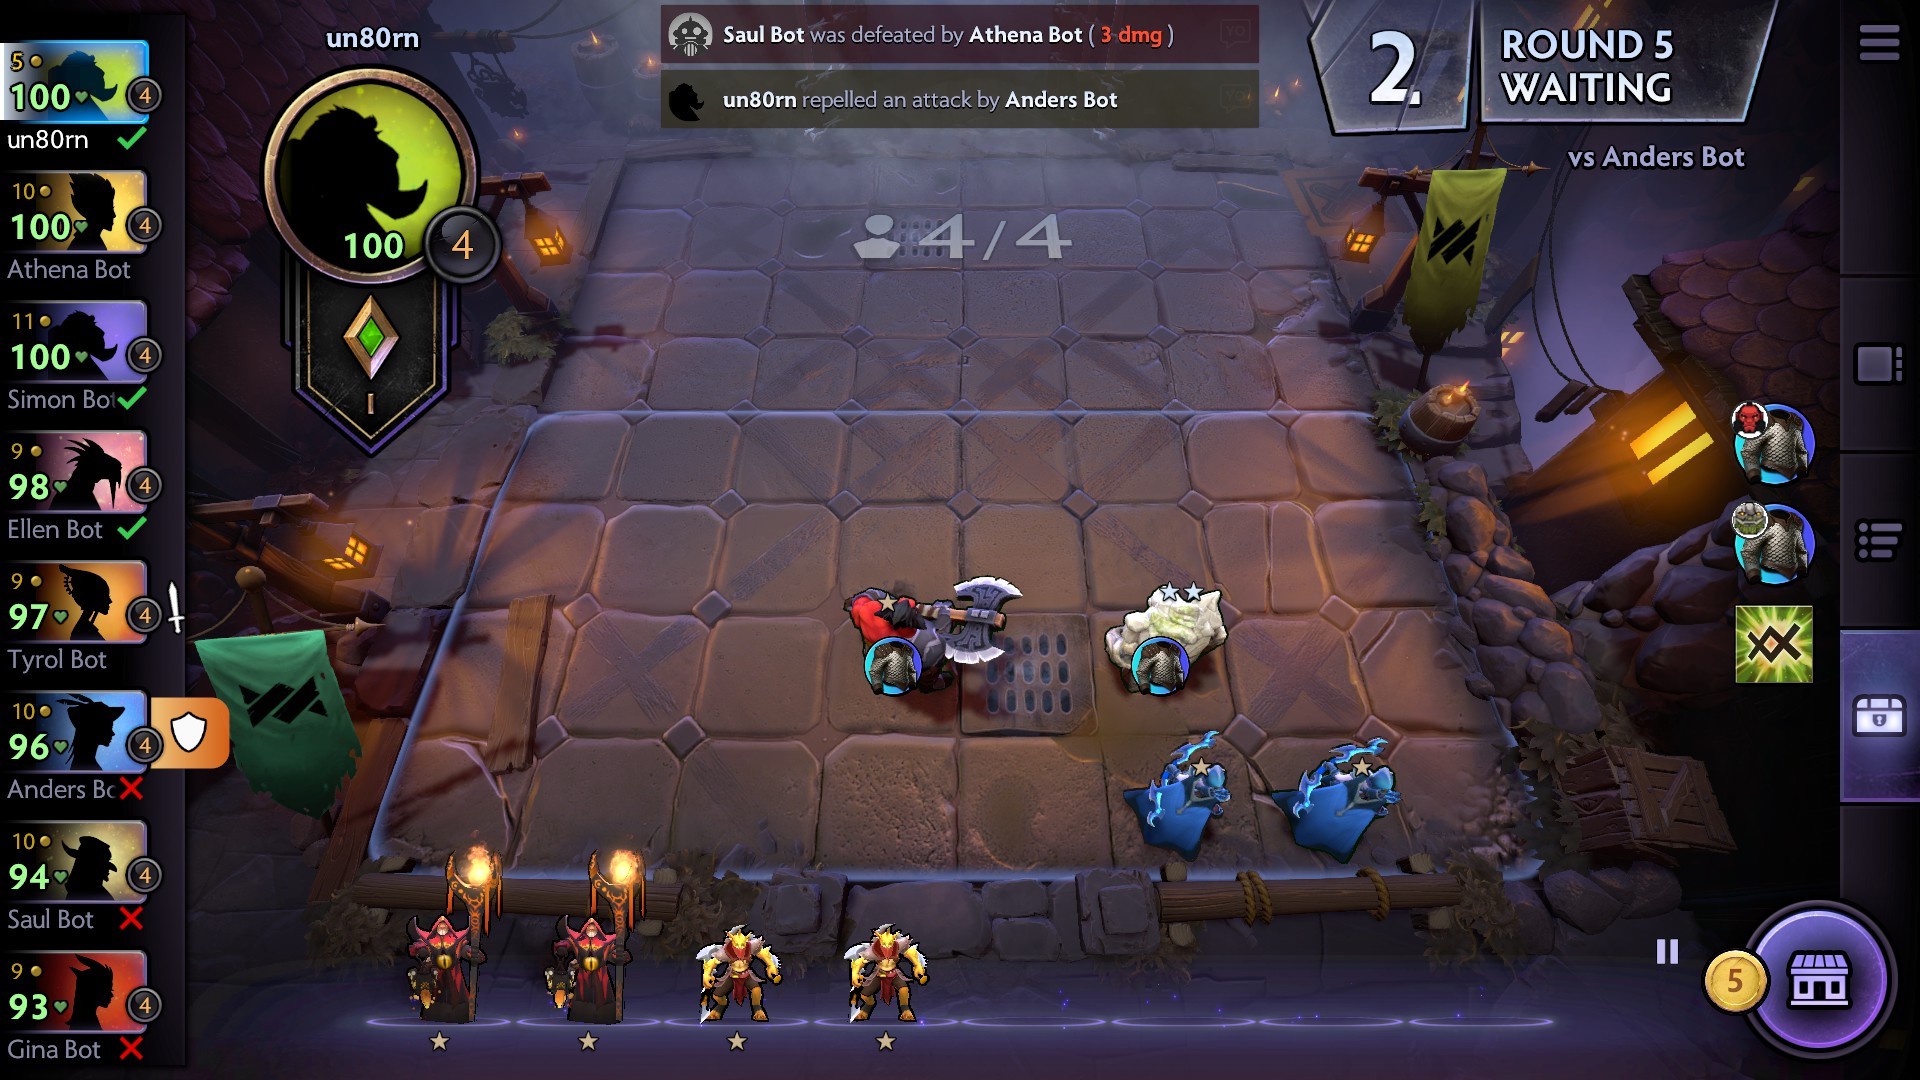 un80rn
Saul Bot was defeated by Athena Bot ( 3 dmg )
un80rn repelled an attack by Anders Bot
2.
ROUND 5
WAITING
vs Anders Bot
4/4
100
4
I
5
100
4
un80rn
10
100
4
Athena Bot
11
100
4
Simon Bot
9
98
4
Ellen Bot
9
97
4
Tyrol Bot
10
96
4
Anders Bo
10
94
4
Saul Bot
9
93
4
Gina Bot
5